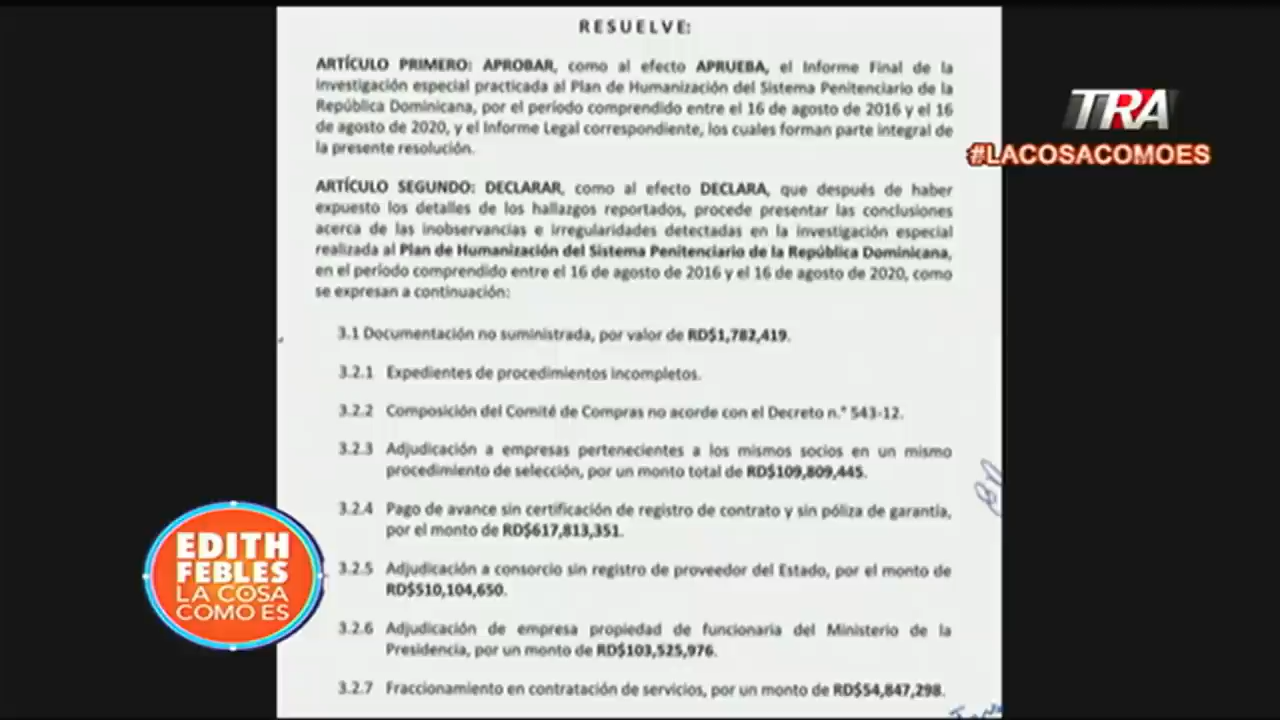 RESUELVE:
ARTÍCULO PRIMERO: APROBAR, como al efecto APRUEBA, el Informe Final de la
investigación especial practicada al Plan de Humanización del Sistema Penitenciario de la
República Dominicana, por el período comprendido entre el 16 de agosto de 2016 y el 16
de agosto de 2020, y el Informe Legal correspondiente, los cuales forman parte integral de
la presente resolución.
ARTÍCULO SEGUNDO: DECLARAR, como al efecto DECLARA, que después de haber
expuesto los detalles de los hallazgos reportados, procede presentar las conclusiones
acerca de las inobservancias e irregularidades detectadas en la investigación especial
realizada al Plan de Humanización del Sistema Penitenciario de la República Dominicana,
en el período comprendido entre el 16 de agosto de 2016 y el 16 de agosto de 2020, como
se expresan a continuación:
3.1 Documentación no suministrada, por valor de RD$1,782,419.
3.2.1 Expedientes de procedimientos incompletos.
3.2.2 Composición del Comité de Compras no acorde con el Decreto n.° 543-12.
3.2.3 Adjudicación a empresas pertenecientes a los mismos socios en un mismo
procedimiento de selección, por un monto total de RD$109,809,445.
3.2.4 Pago de avance sin certificación de registro de contrato y sin póliza de garantía,
por el monto de RD$617,813,351.
3.2.5 Adjudicación a consorcio sin registro de proveedor del Estado, por el monto de
RD$510,104,650.
3.2.6 Adjudicación de empresa propiedad de funcionaria del Ministerio de la
Presidencia, por un monto de RD$103,525,976.
3.2.7 Fraccionamiento en contratación de servicios, por un monto de RD$54,847,298.
TRA
#LACOSACOMOES
EDITH
FEBLES
LA COSA
COMO ES